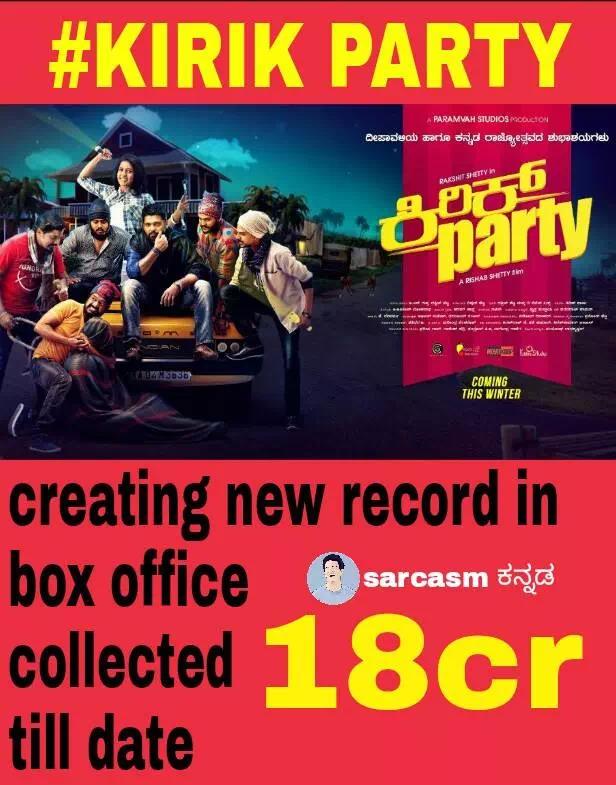 #KIRIK PARTY
A PARAMVAH STUDIOS PRODUCTION
ದೀಪಾವಳಿಯ ಹಾಗೂ ಕನ್ನಡ ರಾಜ್ಯೋತ್ಸವದ ಶುಭಾಶಯಗಳು
RAKSHIT SHETTY in
ಕಿರಿಕ್
party
A RISHAB SHETTY film
COMING
THIS WINTER
creating new record in
box office
sarcasm ಕನ್ನಡ
collected 18cr
till date